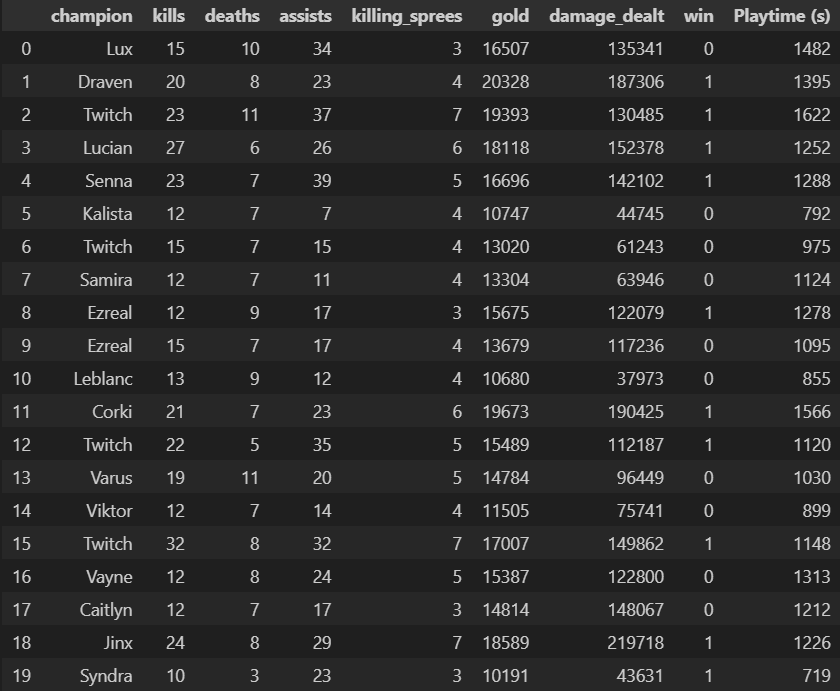 champion kills deaths assists killing_sprees gold damage_dealt win Playtime (s)
0 Lux 15 10 34 3 16507 135341 0 1482
1 Draven 20 8 23 4 20328 187306 1 1395
2 Twitch 23 11 37 7 19393 130485 1 1622
3 Lucian 27 6 26 6 18118 152378 1 1252
4 Senna 23 7 39 5 16696 142102 1 1288
5 Kalista 12 7 7 4 10747 44745 0 792
6 Twitch 15 7 15 4 13020 61243 0 975
7 Samira 12 7 11 4 13304 63946 0 1124
8 Ezreal 12 9 17 3 15675 122079 1 1278
9 Ezreal 15 7 17 4 13679 117236 0 1095
10 Leblanc 13 9 12 4 10680 37973 0 855
11 Corki 21 7 23 6 19673 190425 1 1566
12 Twitch 22 5 35 5 15489 112187 1 1120
13 Varus 19 11 20 5 14784 96449 0 1030
14 Viktor 12 7 14 4 11505 75741 0 899
15 Twitch 32 8 32 7 17007 149862 1 1148
16 Vayne 12 8 24 5 15387 122800 0 1313
17 Caitlyn 12 7 17 3 14814 148067 0 1212
18 Jinx 24 8 29 7 18589 219718 1 1226
19 Syndra 10 3 23 3 10191 43631 1 719